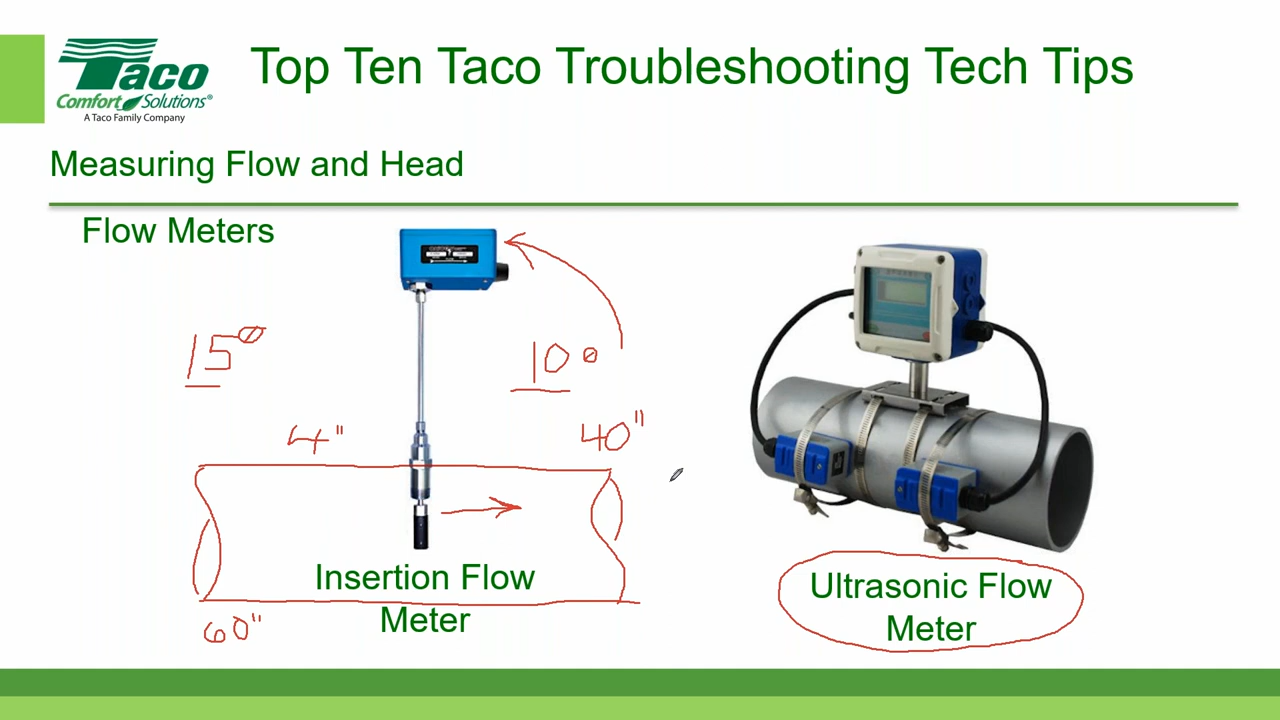 Top Ten Taco Troubleshooting Tech Tips
Taco
Comfort Solutions®
A Taco Family Company
Measuring Flow and Head
Flow Meters
15 ∅
10 ∅
4"
40"
Insertion Flow
Meter
60"
Ultrasonic Flow
Meter